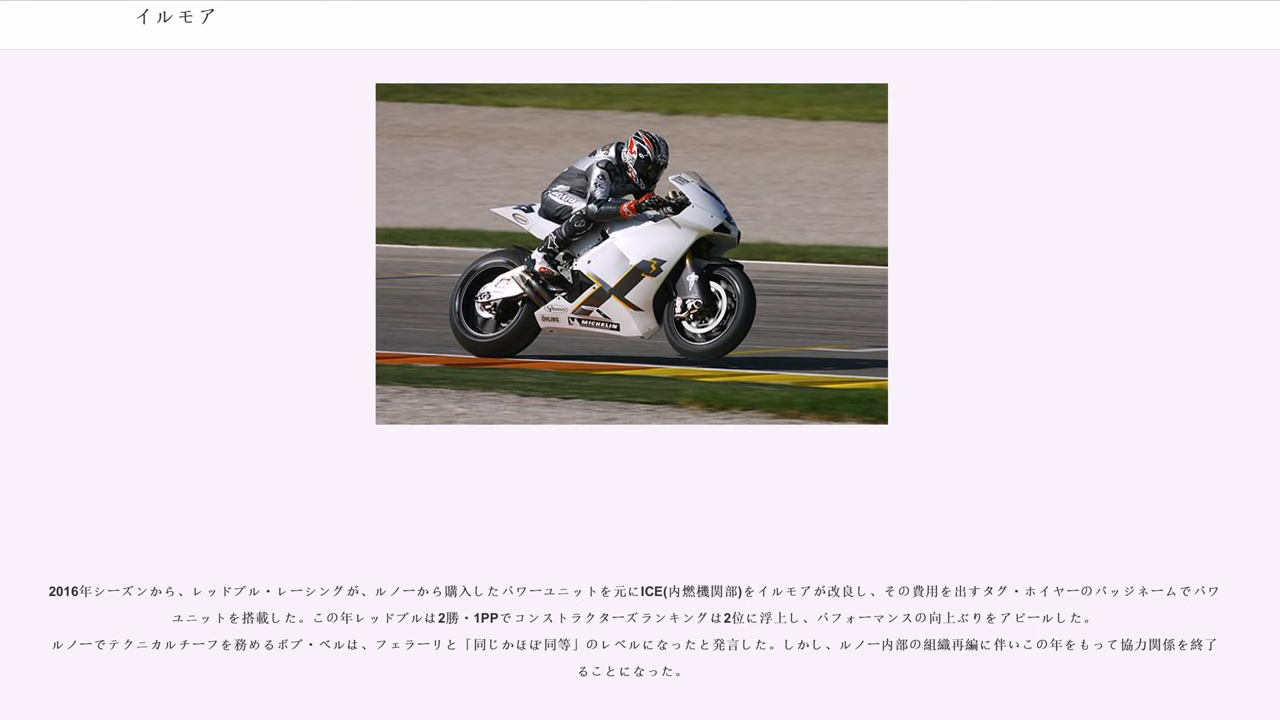 イルモア
ÖHLINS
MICHELIN
2016年シーズンから、レッドブル・レーシングが、ルノーから購入したパワーユニットを元にICE(内燃機関部)をイルモアが改良し、その費用を出すタグ・ホイヤーのバッジネームでパワ
ユニットを搭載した。この年レッドブルは2勝・1PPでコンストラクターズランキングは2位に浮上し、パフォーマンスの向上ぶりをアピールした。
ルノーでテクニカルチーフを務めるボブ・ベルは、フェラーリと「同じかほぼ同等」のレベルになったと発言した。しかし、ルノー内部の組織再編に伴いこの年をもって協力関係を終了
ることになった。